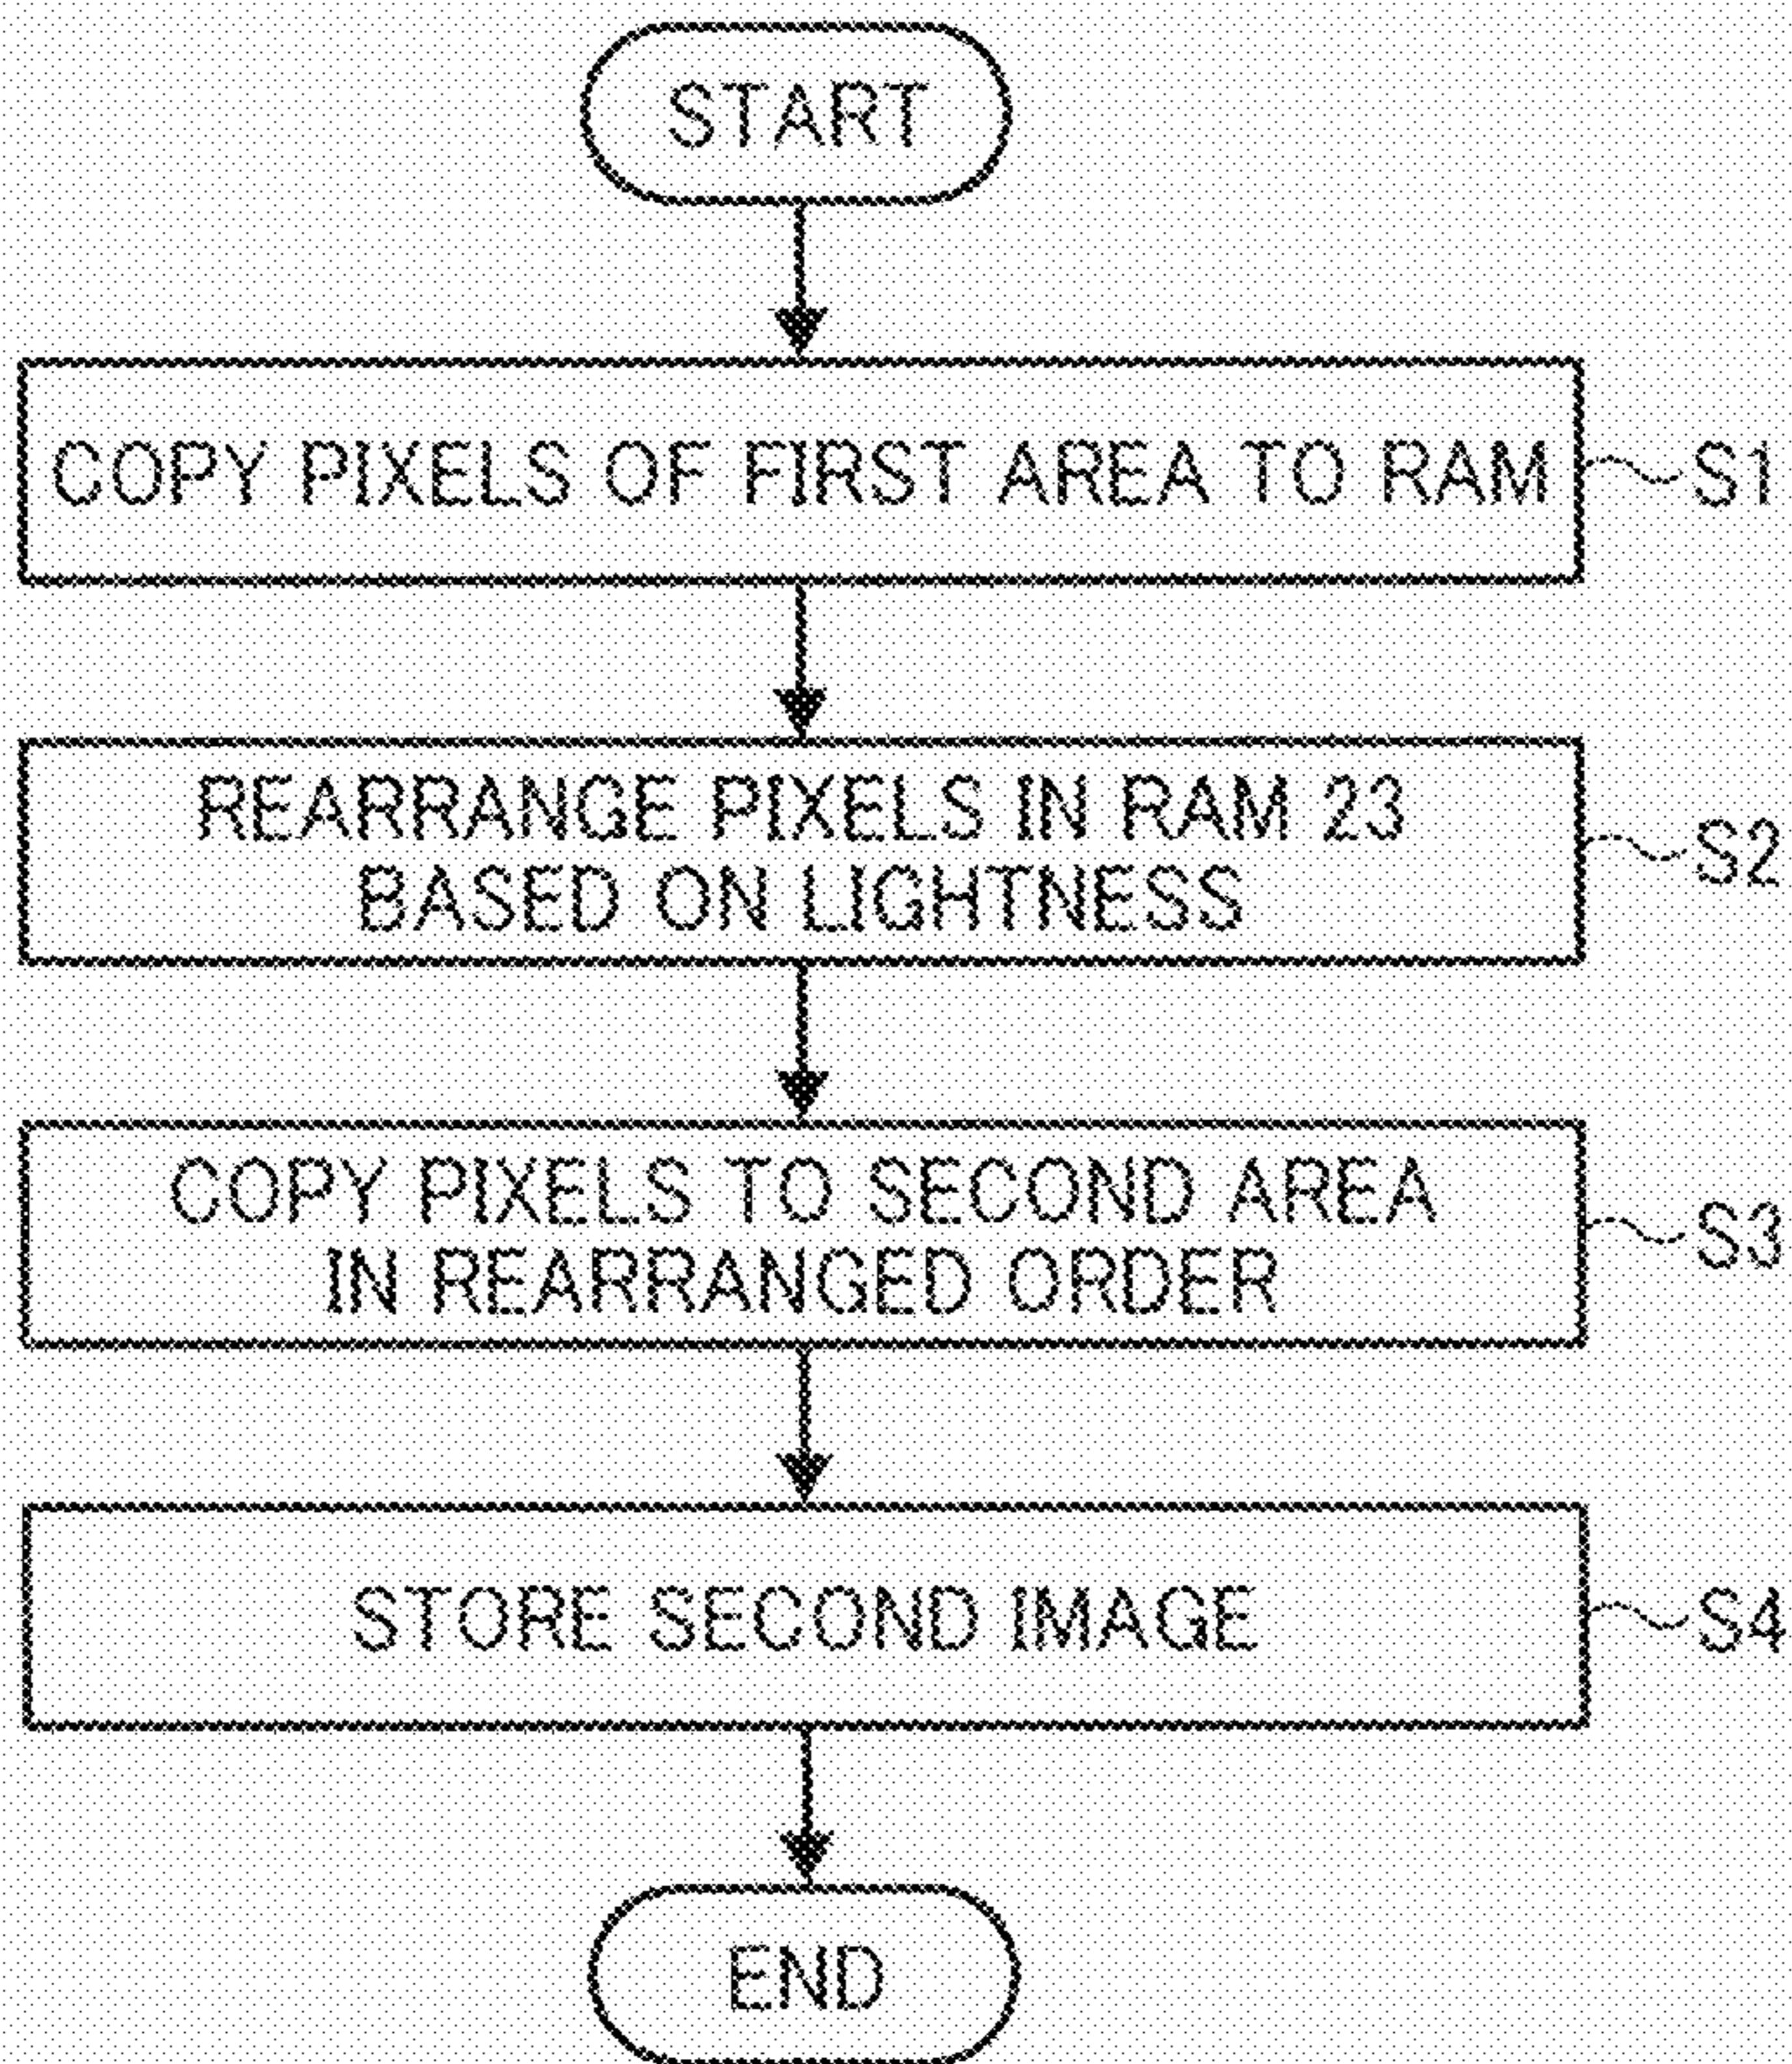 START
COPY PIXELS OF FIRST AREA TO RAM
S1
REARRANGE PIXELS IN RAM 23
BASED ON LIGHTNESS
S2
COPY PIXELS TO SECOND AREA
IN REARRANGED ORDER
S3
STORE SECOND IMAGE
S4
END